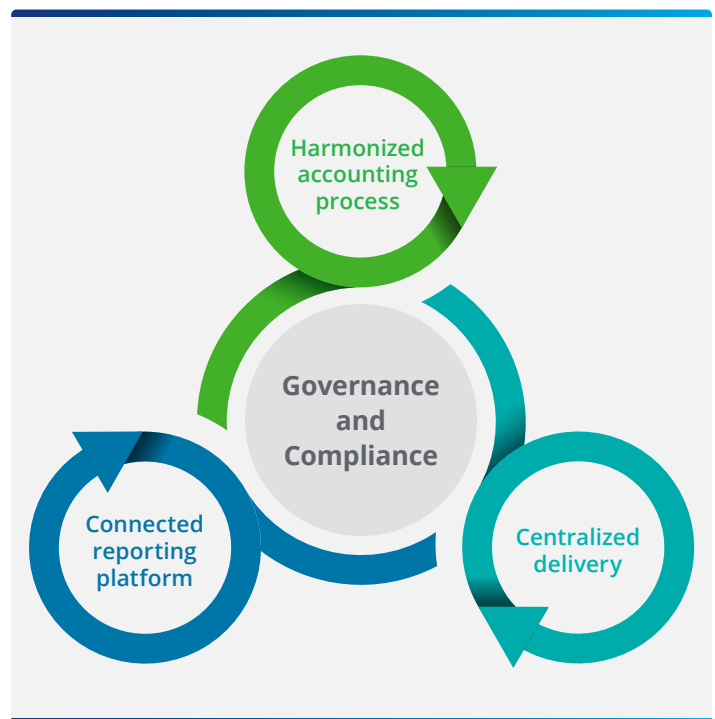 Harmonized
accounting
process
Governance
and
Compliance
Connected
reporting
platform
Centralized
delivery